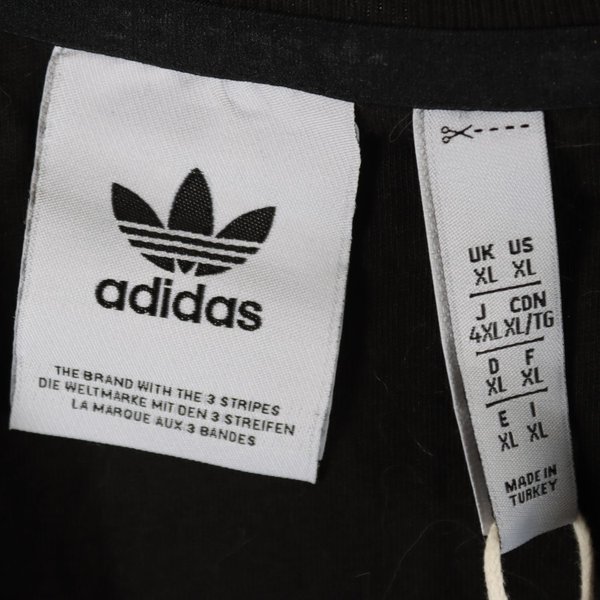 adidas
THE BRAND WITH THE 3 STRIPES
DIE WELTMARKE MIT DEN 3 STREIFEN
LA MARQUE AUX 3 BANDES
UK US
XL XL
J CDN
4XL XL/TG
D F
XL XL
E I
XL XL
MADE IN
TURKEY